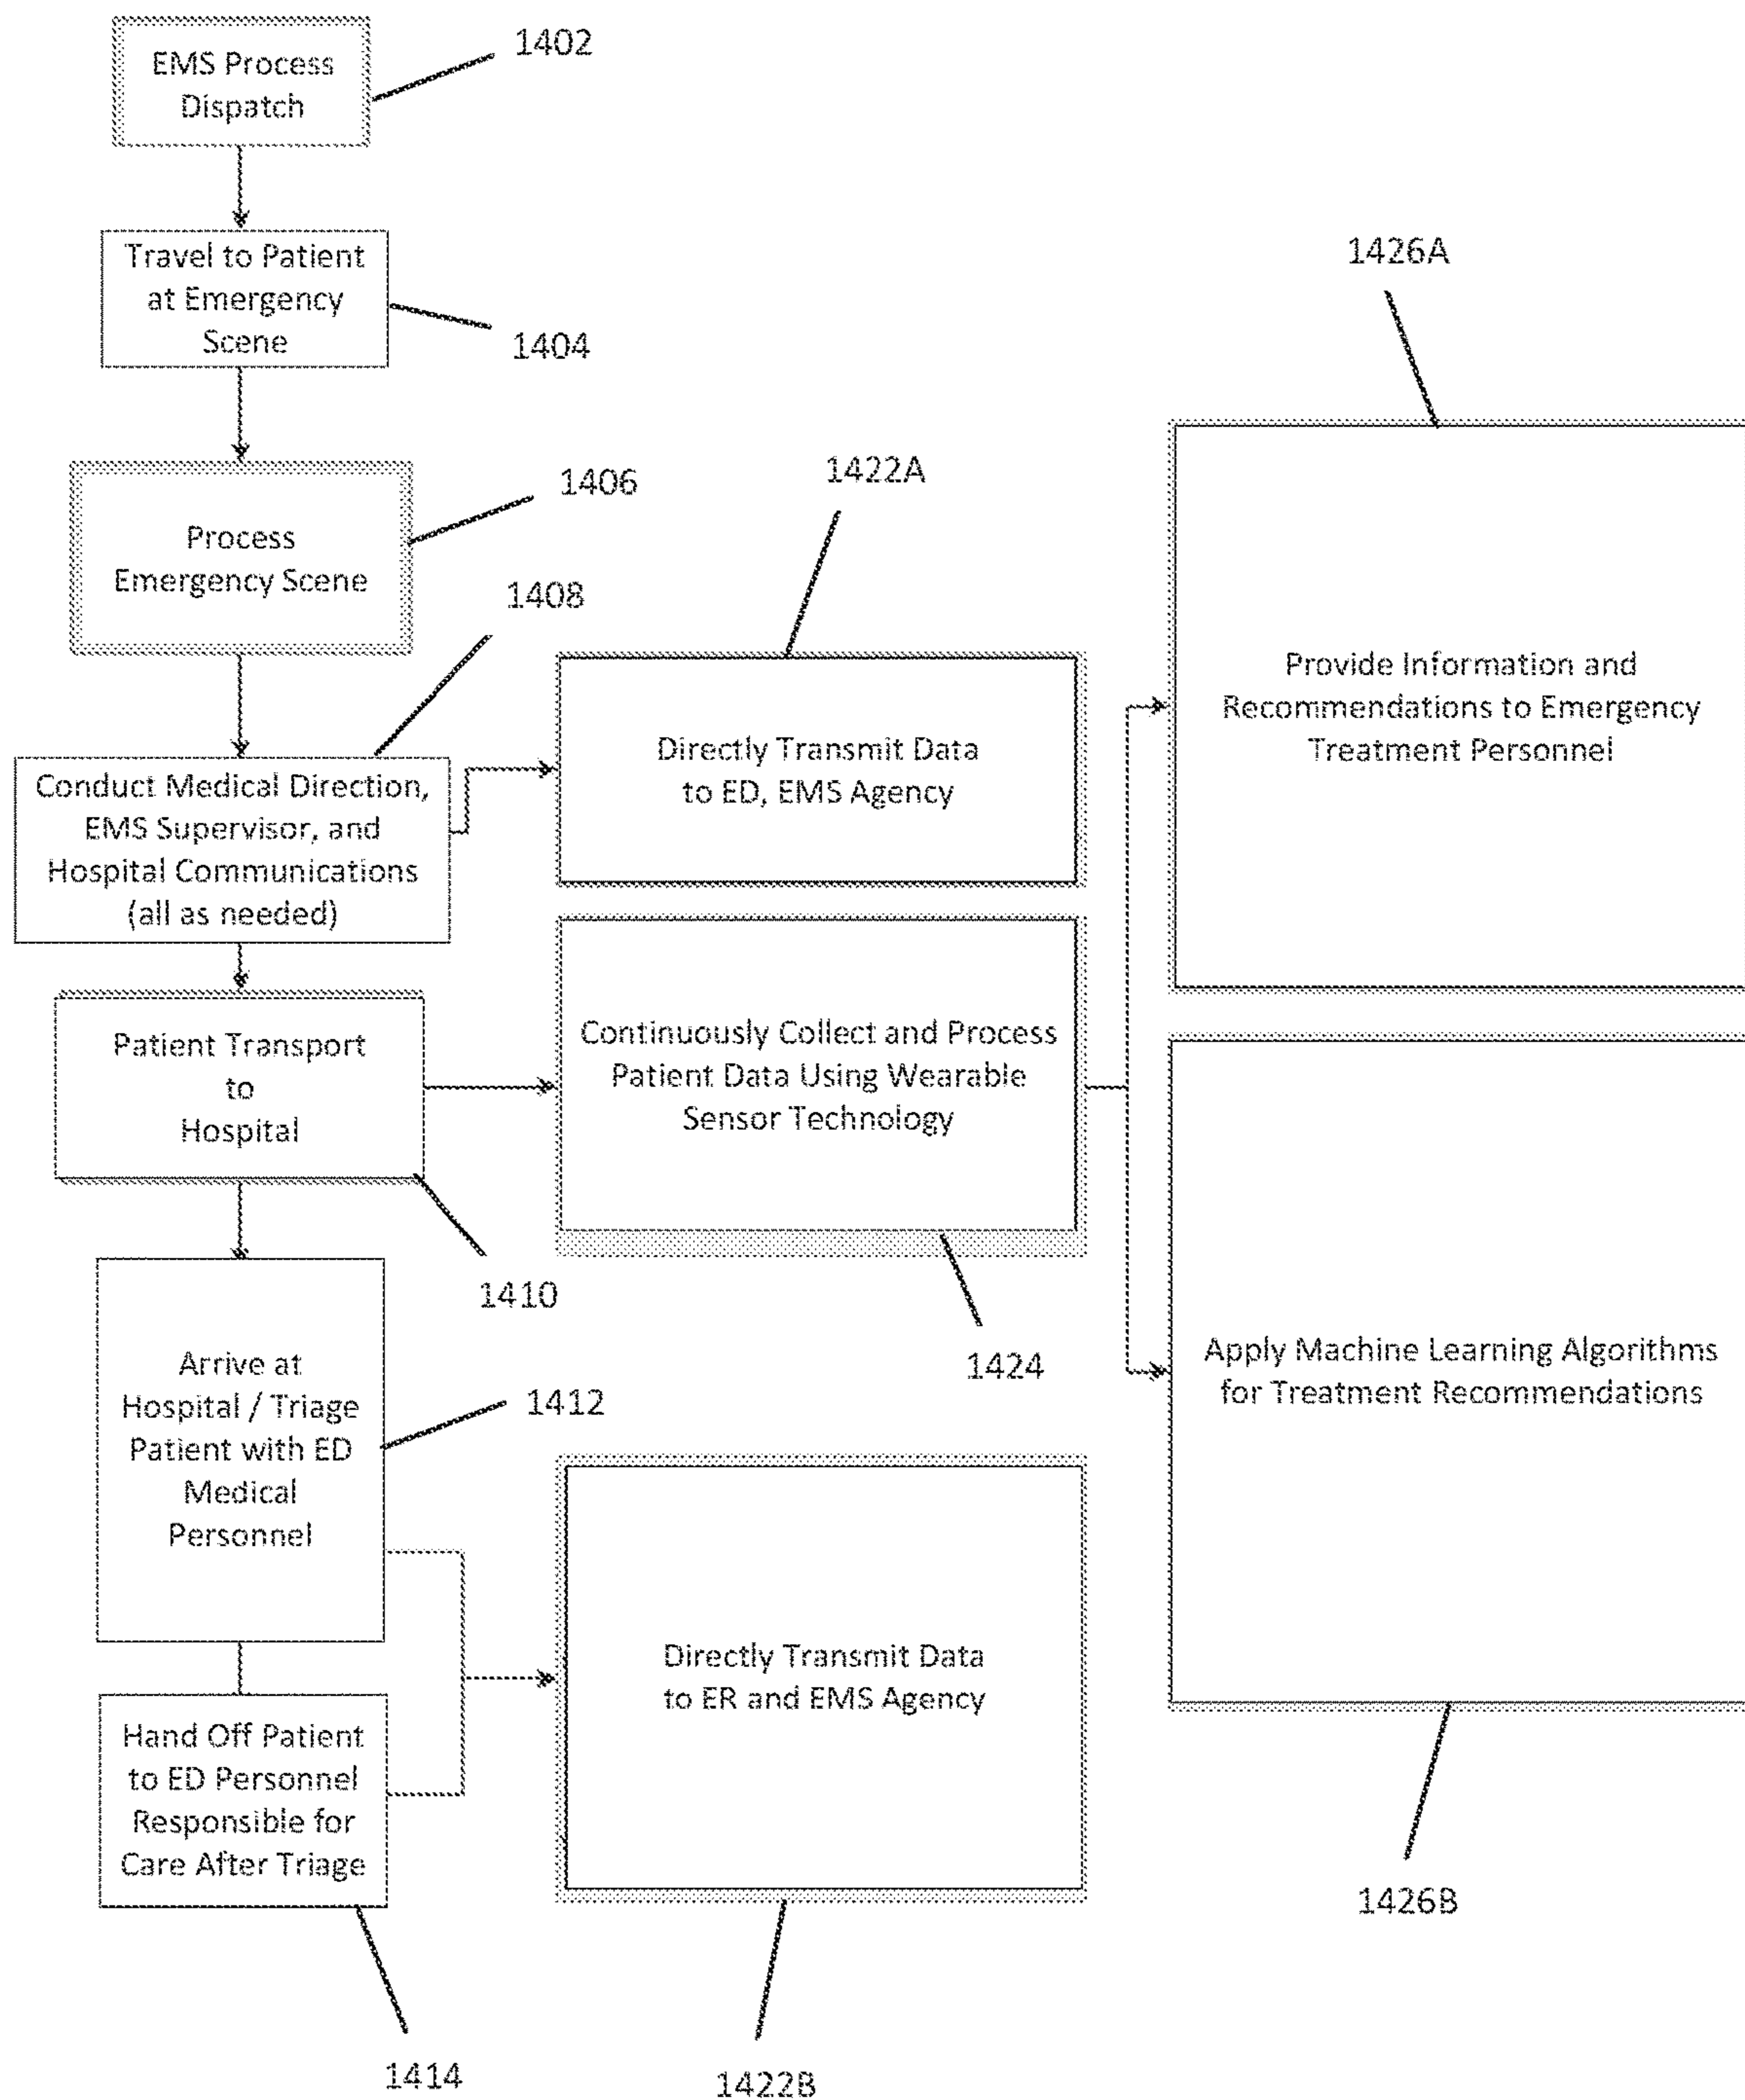 EMS Process
Dispatch
1402
Travel to Patient
at Emergency
Scene
1404
Process
Emergency Scene
1406
1408
Conduct Medical Direction,
EMS Supervisor, and
Hospital Communications
(all as needed)
Patient Transport
to
Hospital
1410
Arrive at
Hospital / Triage
Patient with ED
Medical
Personnel
1412
Hand Off Patient
to ED Personnel
Responsible for
Care After Triage
1414
1422A
Directly Transmit Data
to ED, EMS Agency
Continuously Collect and Process
Patient Data Using Wearable
Sensor Technology
1424
Directly Transmit Data
to ER and EMS Agency
1422B
1426A
Provide Information and
Recommendations to Emergency
Treatment Personnel
Apply Machine Learning Algorithms
for Treatment Recommendations
1426B